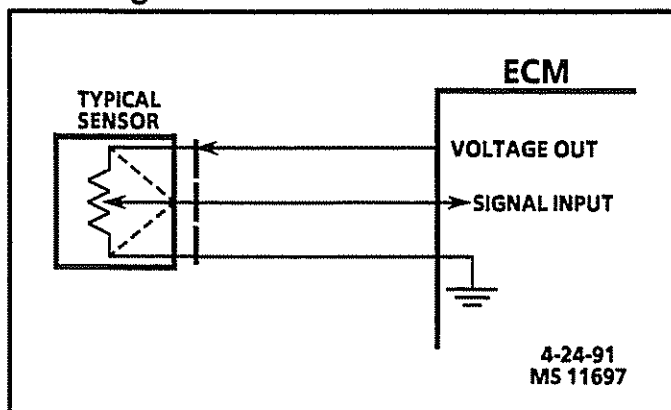 TYPICAL
SENSOR
ECM
VOLTAGE OUT
SIGNAL INPUT
4-24-91
MS 11697